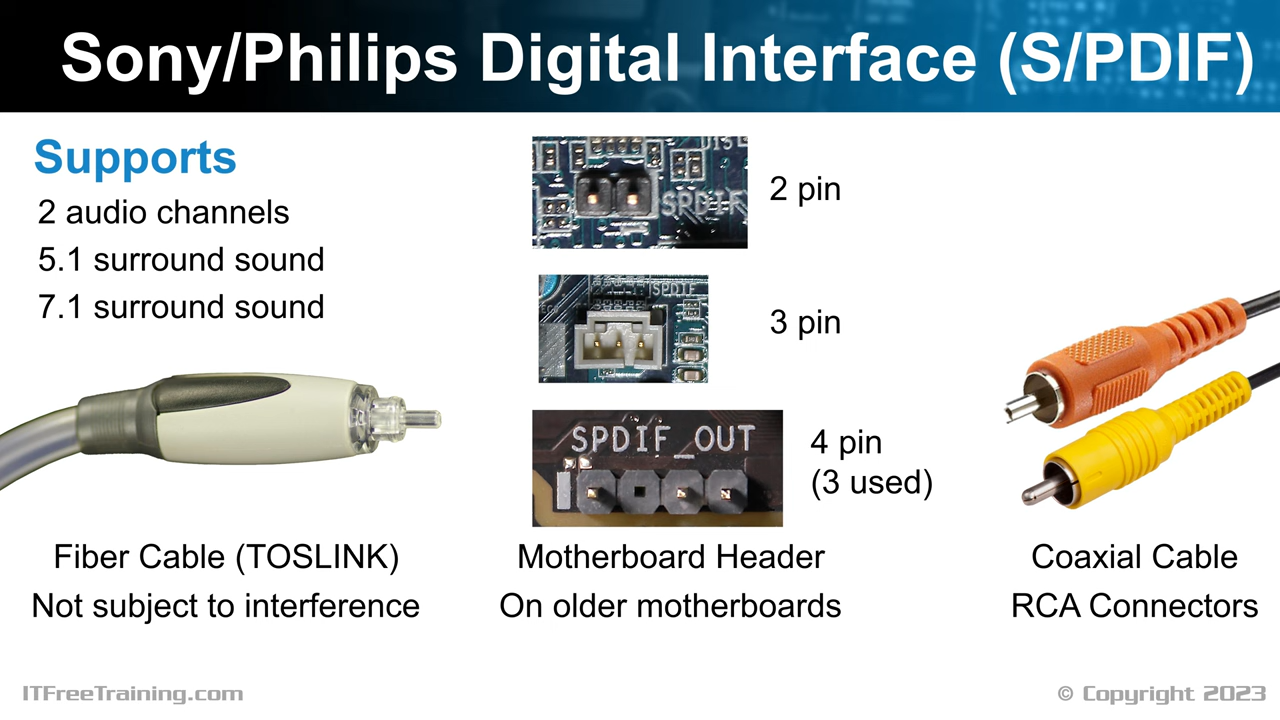 Sony/Philips Digital Interface (S/PDIF)
Supports
2 audio channels
5.1 surround sound
7.1 surround sound
SPDIF
2 pin
SPDIF
3 pin
SPDIF_OUT
4 pin
(3 used)
Fiber Cable (TOSLINK)
Not subject to interference
Motherboard Header
On older motherboards
Coaxial Cable
RCA Connectors
ITFreeTraining.com
© Copyright 2023